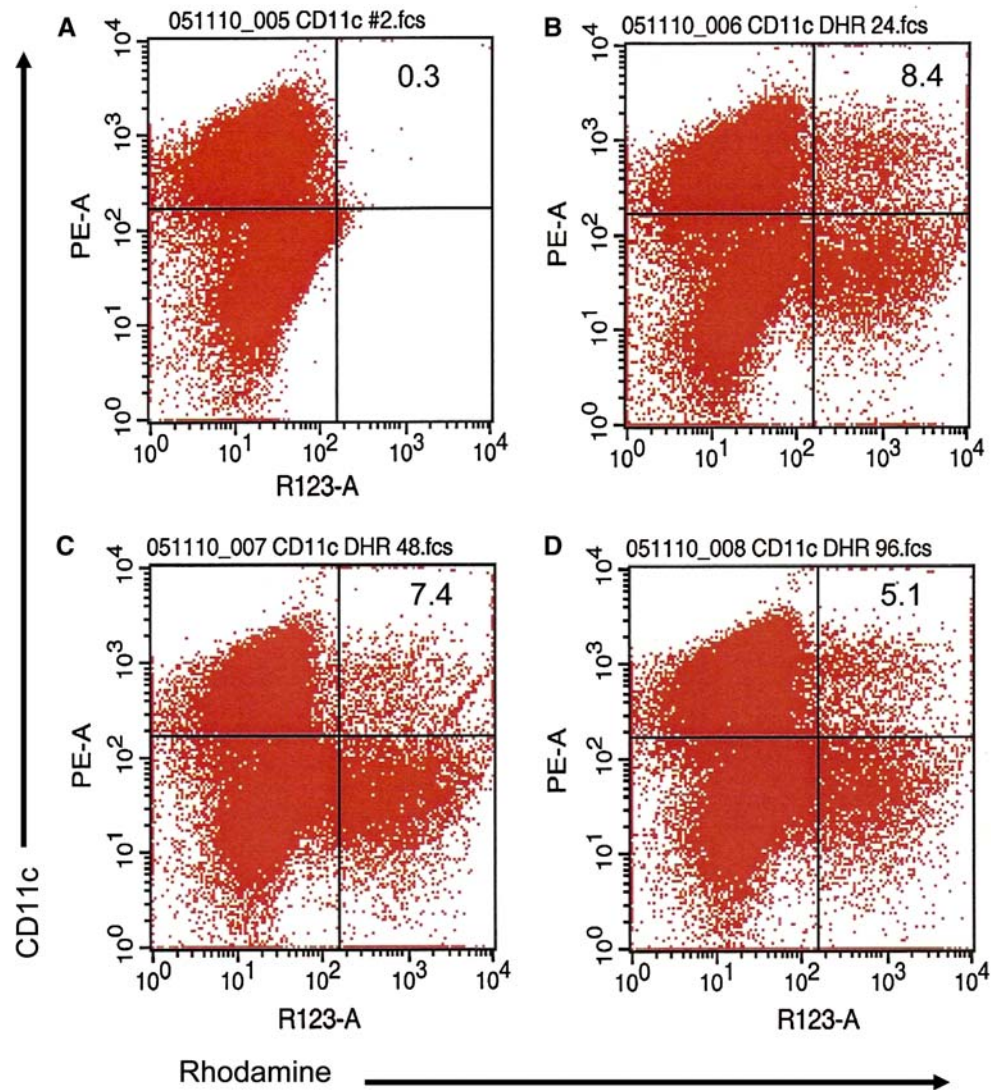 A
051110_005 CD11c #2.fcs
0.3
PE-A
10^4
10^3
10^2
10^1
10^0
10^0 10^1 10^2 10^3 10^4
R123-A
B
051110_006 CD11c DHR 24.fcs
8.4
PE-A
10^4
10^3
10^2
10^1
10^0
10^0 10^1 10^2 10^3 10^4
C
051110_007 CD11c DHR 48.fcs
7.4
PE-A
10^4
10^3
10^2
10^1
10^0
10^0 10^1 10^2 10^3 10^4
R123-A
D
051110_008 CD11c DHR 96.fcs
5.1
PE-A
10^4
10^3
10^2
10^1
10^0
10^0 10^1 10^2 10^3 10^4
R123-A
CD11c
Rhodamine